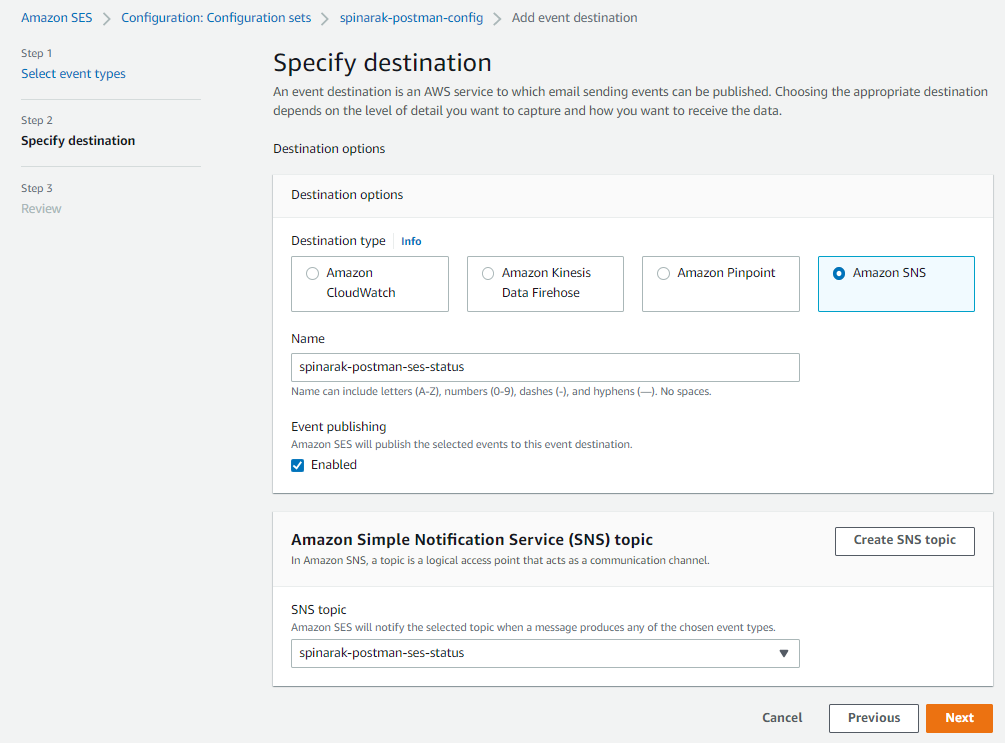 Amazon SES > Configuration: Configuration sets > spinarak-postman-config > Add event destination
Step 1
Select event types
Step 2
Specify destination
Step 3
Review
Specify destination
An event destination is an AWS service to which email sending events can be published. Choosing the appropriate destination
depends on the level of detail you want to capture and how you want to receive the data.
Destination options
Destination options
Destination type Info
Amazon
CloudWatch
Amazon Kinesis
Data Firehose
Amazon Pinpoint
Amazon SNS
Name
spinarak-postman-ses-status
Name can include letters (A-Z), numbers (0-9), dashes (-), and hyphens (—). No spaces.
Event publishing
Amazon SES will publish the selected events to this event destination.
Enabled
Amazon Simple Notification Service (SNS) topic
Create SNS topic
In Amazon SNS, a topic is a logical access point that acts as a communication channel.
SNS topic
Amazon SES will notify the selected topic when a message produces any of the chosen event types.
spinarak-postman-ses-status
Cancel Previous Next